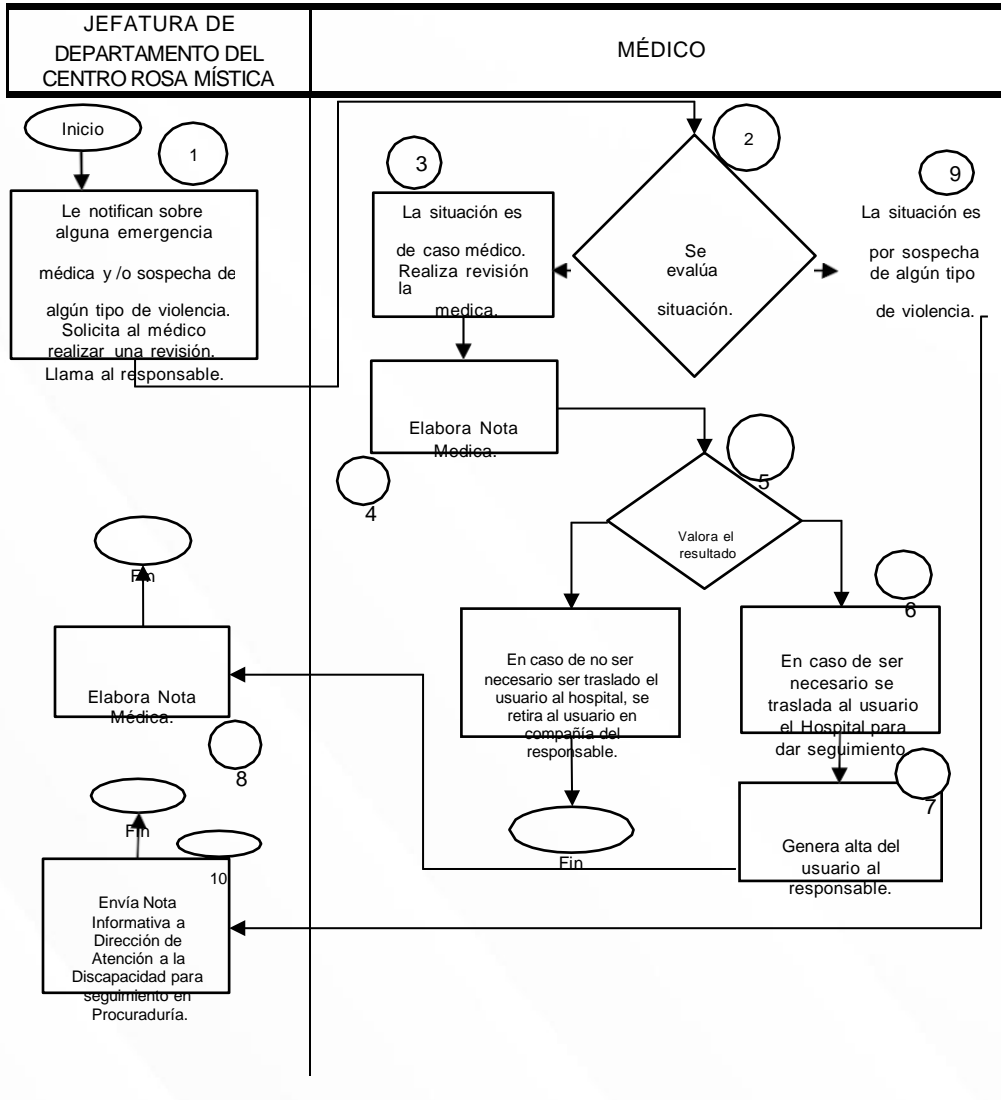 JEFATURA DE
DEPARTAMENTO DEL
CENTRO ROSA MÍSTICA
MÉDICO
Inicio
1
Le notifican sobre
alguna emergencia
médica y /o sospecha de
algún tipo de violencia.
Solicita al médico
realizar una revisión.
Llama al responsable.
2
Se
evalúa
situación.
3
La situación es
de caso médico.
Realiza revisión
la
medica.
9
La situación es
por sospecha
de algún tipo
de violencia.
Elabora Nota
Medica.
4
5
Valora el
resultado
En caso de no ser
necesario ser traslado el
usuario al hospital, se
retira al usuario en
compañía del
responsable.
Fin
6
En caso de ser
necesario se
traslada al usuario
el Hospital para
dar seguimiento
7
Genera alta del
usuario al
responsable.
Fin
Elabora Nota
Médica.
8
Fin
10
Envía Nota
Informativa a
Dirección de
Atención a la
Discapacidad para
seguimiento en
Procuraduría.